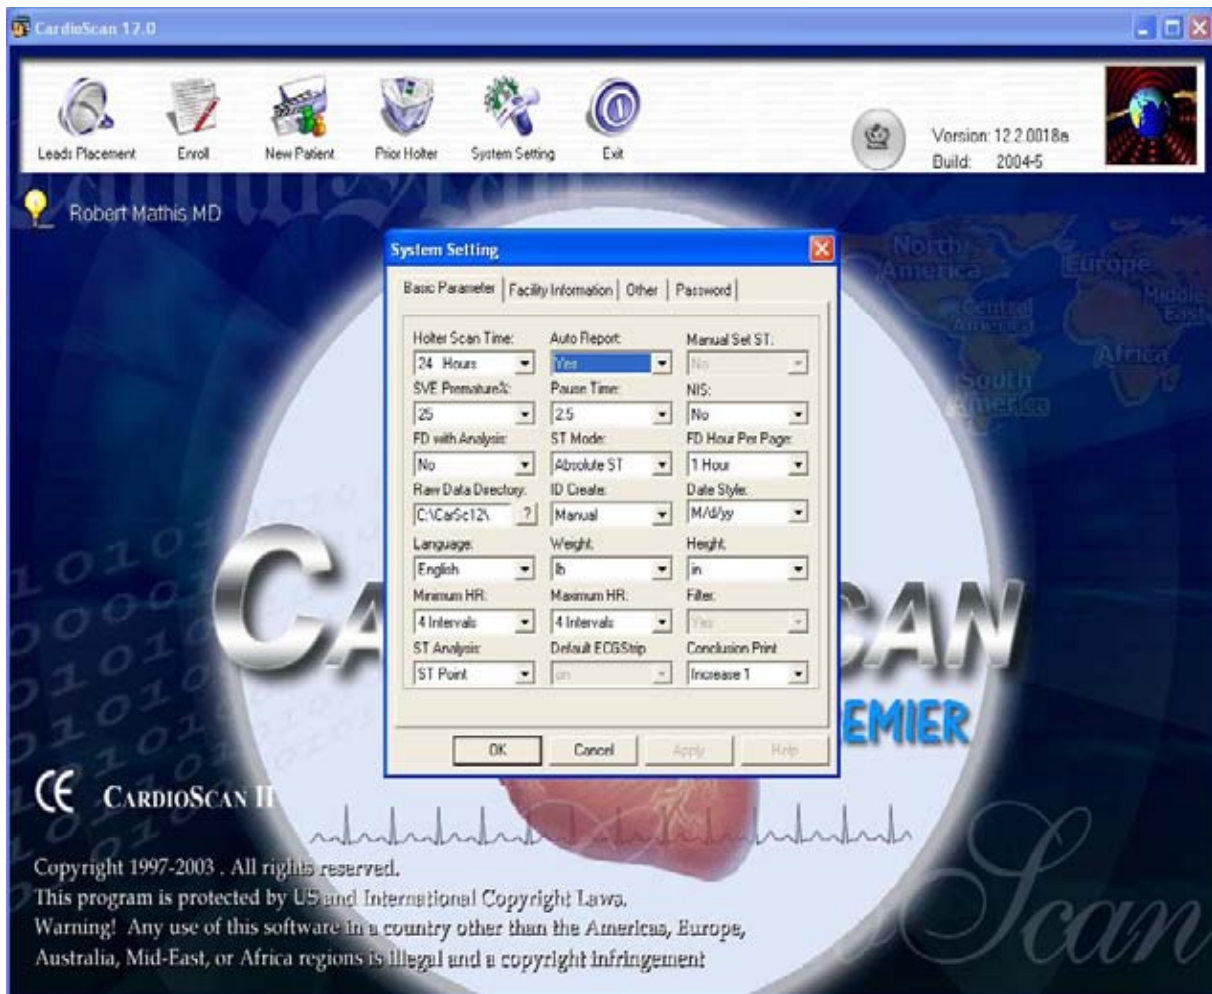 CardioScan 12.0
Leads Placement Enroll New Patient Prior Holter System Setting Exit
Version: 12.2.0018a
Build: 2004-5
Robert Mathis MD
System Setting
Basic Parameter Facility Information Other Password
Holter Scan Time: Auto Report: Manual Set ST:
24 Hours Yes No
SVE Premature%: Pause Time: NIS:
25 2.5 No
FD with Analysis: ST Mode: FD Hour Per Page:
No Absolute ST 1 Hour
Raw Data Directory: ID Create: Date Style:
C:\CarSc12\ ? Manual M/d/yy
Language: Weight: Height:
English lb in
Minimum HR: Maximum HR: Filter:
4 Intervals 4 Intervals Yes
ST Analysis: Default ECGStrip Conclusion Print
ST Point on Increase 1
OK Cancel Apply Help
North America
Europe
Central America
Middle East
Africa
South America
CA SCAN
EMIER
CE CARDIOSCAN II
Copyright 1997-2003 . All rights reserved.
This program is protected by US and International Copyright Laws.
Warning! Any use of this software in a country other than the Americas, Europe,
Australia, Mid-East, or Africa regions is illegal and a copyright infringement
Scan